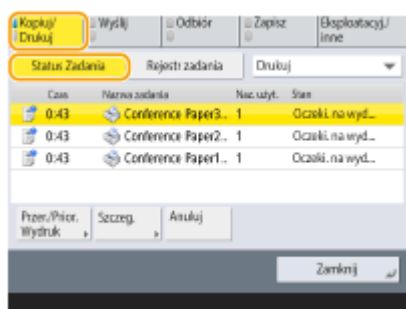 Kopiuj/ Wyślij Odbiór Zapisz Eksploatacyj./
Drukuj inne
Status Zadania Rejestr zadania Drukuj
Czas Nazwa zadania Naz. użyt. Stan
0:43 Conference Paper3... 1 Oczeki. na wyd...
0:43 Conference Paper2... 1 Oczeki. na wyd...
0:43 Conference Paper1... 1 Oczeki. na wyd...
Przer./Prior. Szczeg. Anuluj
Wydruk
Zamknij